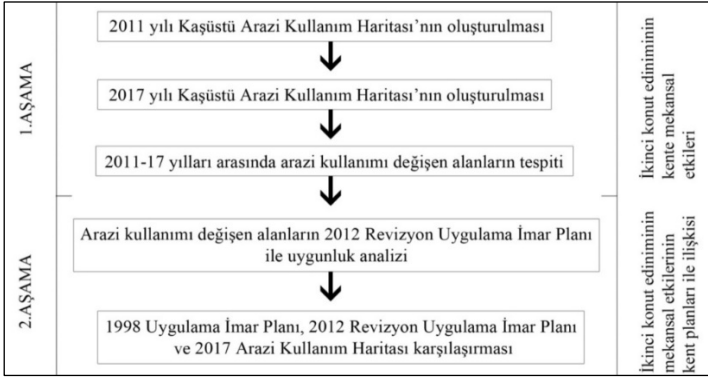 1.AŞAMA
2011 yılı Kaşüstü Arazi Kullanım Haritası’nın oluşturulması
2017 yılı Kaşüstü Arazi Kullanım Haritası’nın oluşturulması
2011-17 yılları arasında arazi kullanımı değişen alanların tespiti
İkinci konut ediniminin
kente mekansal
etkileri
2.AŞAMA
Arazi kullanımı değişen alanların 2012 Revizyon Uygulama İmar Planı
ile uygunluk analizi
1998 Uygulama İmar Planı, 2012 Revizyon Uygulama İmar Planı
ve 2017 Arazi Kullanım Haritası karşılaştırması
İkinci konut ediniminin
mekansal etkilerinin
kent planları ile ilişkisi